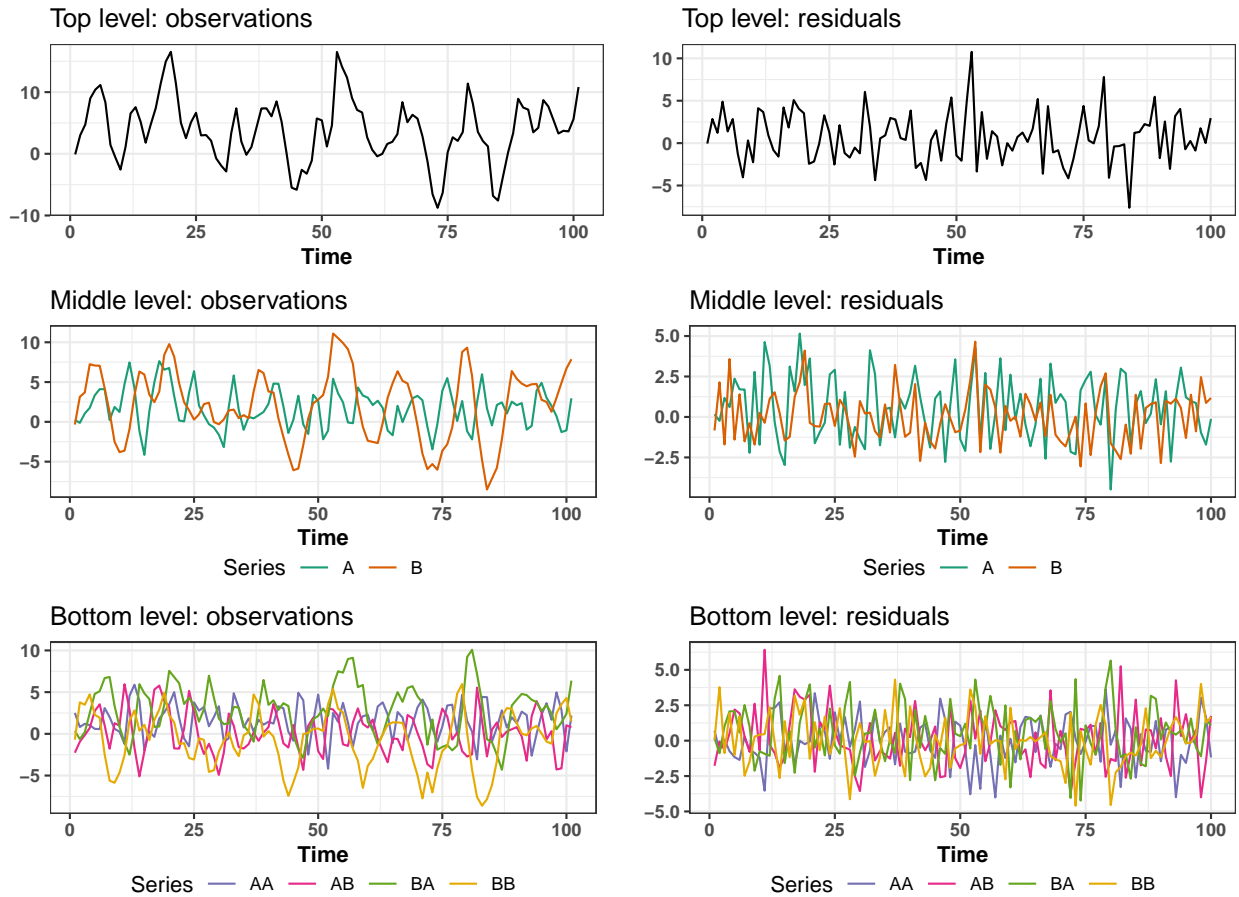 Top level: observations
10
0
−10
0 25 50 75 100
Time
Top level: residuals
10
5
0
−5
0 25 50 75 100
Time
Middle level: observations
10
5
0
−5
0 25 50 75 100
Time
Series A B
Middle level: residuals
5.0
2.5
0.0
−2.5
0 25 50 75 100
Time
Series A B
Bottom level: observations
10
5
0
−5
0 25 50 75 100
Time
Series AA AB BA BB
Bottom level: residuals
5.0
2.5
0.0
−2.5
−5.0
0 25 50 75 100
Time
Series AA AB BA BB